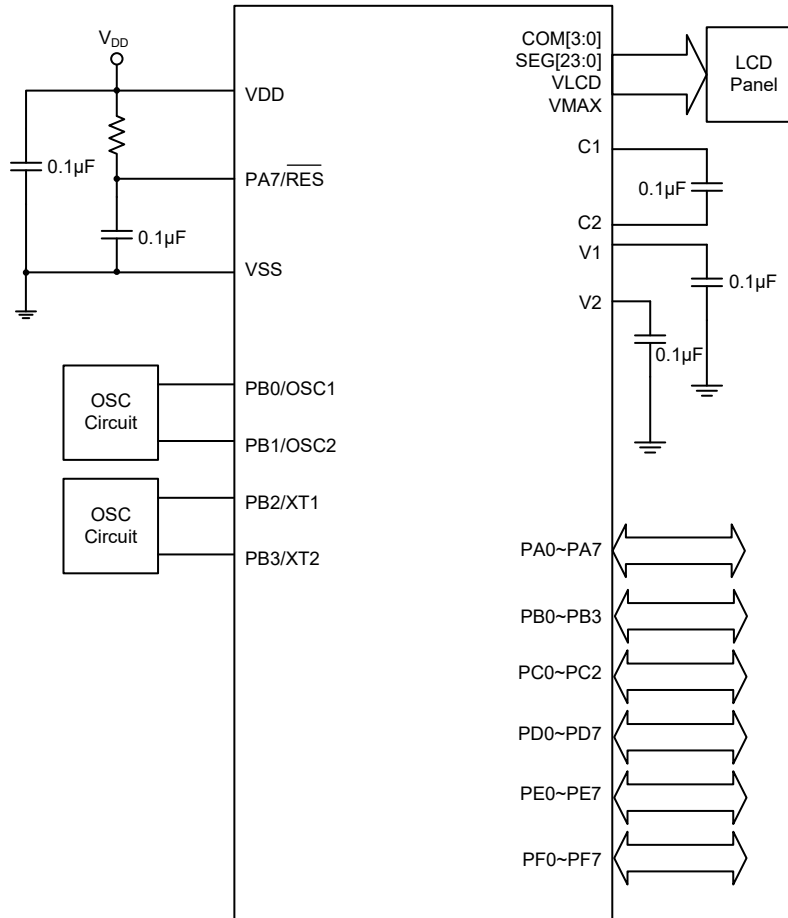 V_DD
VDD
0.1µF
PA7/RES
0.1µF
VSS
OSC
Circuit
PB0/OSC1
PB1/OSC2
OSC
Circuit
PB2/XT1
PB3/XT2
COM[3:0]
SEG[23:0]
VLCD
VMAX
LCD
Panel
C1
0.1µF
C2
V1
0.1µF
V2
0.1µF
PA0~PA7
PB0~PB3
PC0~PC2
PD0~PD7
PE0~PE7
PF0~PF7